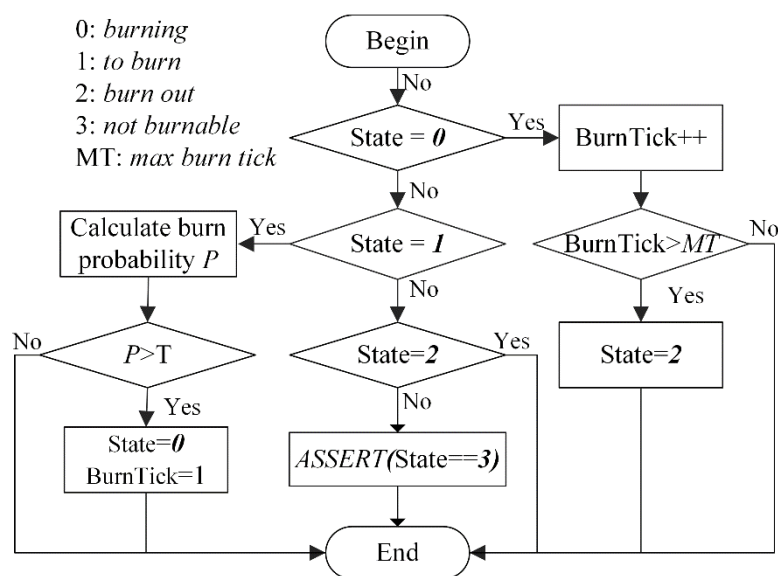 0: burning
1: to burn
2: burn out
3: not burnable
MT: max burn tick
Begin
No
State = 0
Yes
BurnTick++
No
Calculate burn
probability P
Yes
State = 1
BurnTick>MT
No
No
Yes
No
P>T
State=2
Yes
State=2
Yes
No
State=0
BurnTick=1
ASSERT(State==3)
End